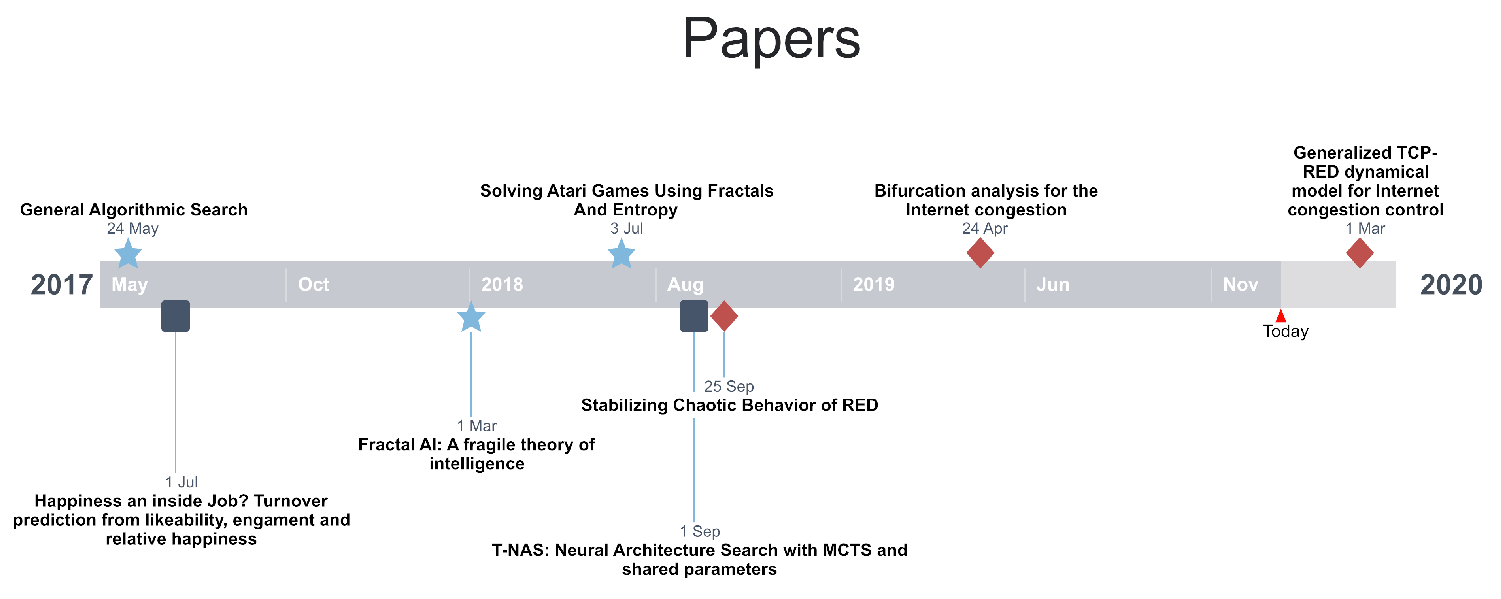 Papers
General Algorithmic Search
24 May
Solving Atari Games Using Fractals
And Entropy
3 Jul
Bifurcation analysis for the
Internet congestion
24 Apr
Generalized TCP-
RED dynamical
model for Internet
congestion control
1 Mar
2017 May Oct 2018 Aug 2019 Jun Nov 2020
Today
25 Sep
Stabilizing Chaotic Behavior of RED
1 Mar
Fractal AI: A fragile theory of
intelligence
1 Jul
Happiness an inside Job? Turnover
prediction from likeability, engament and
relative happiness
1 Sep
T-NAS: Neural Architecture Search with MCTS and
shared parameters